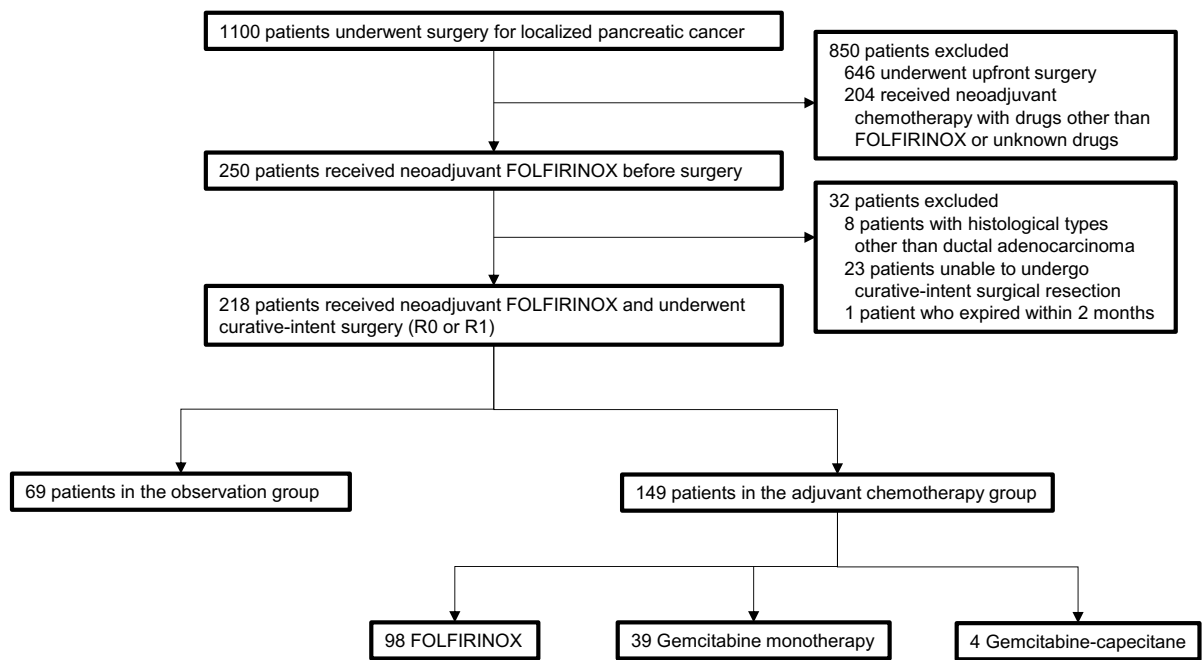 1100 patients underwent surgery for localized pancreatic cancer
850 patients excluded
646 underwent upfront surgery
204 received neoadjuvant
chemotherapy with drugs other than
FOLFIRINOX or unknown drugs
250 patients received neoadjuvant FOLFIRINOX before surgery
32 patients excluded
8 patients with histological types
other than ductal adenocarcinoma
23 patients unable to undergo
curative-intent surgical resection
1 patient who expired within 2 months
218 patients received neoadjuvant FOLFIRINOX and underwent
curative-intent surgery (R0 or R1)
69 patients in the observation group
149 patients in the adjuvant chemotherapy group
98 FOLFIRINOX
39 Gemcitabine monotherapy
4 Gemcitabine-capecitane